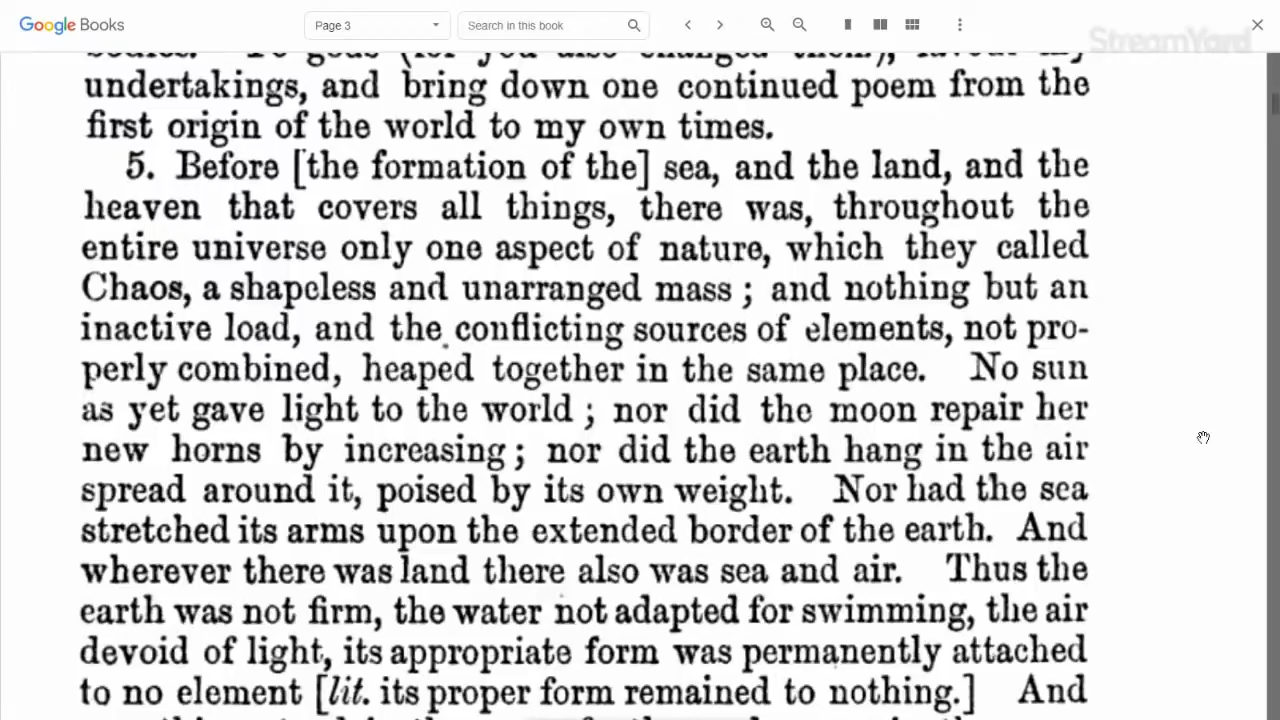 Google Books
Page 3
Search in this book
StreamYard
undertakings, and bring down one continued poem from the
first origin of the world to my own times.
5. Before [the formation of the] sea, and the land, and the
heaven that covers all things, there was, throughout the
entire universe only one aspect of nature, which they called
Chaos, a shapeless and unarranged mass ; and nothing but an
inactive load, and the conflicting sources of elements, not pro-
perly combined, heaped together in the same place. No sun
as yet gave light to the world ; nor did the moon repair her
new horns by increasing ; nor did the earth hang in the air
spread around it, poised by its own weight. Nor had the sea
stretched its arms upon the extended border of the earth. And
wherever there was land there also was sea and air. Thus the
earth was not firm, the water not adapted for swimming, the air
devoid of light, its appropriate form was permanently attached
to no element [lit. its proper form remained to nothing.] And